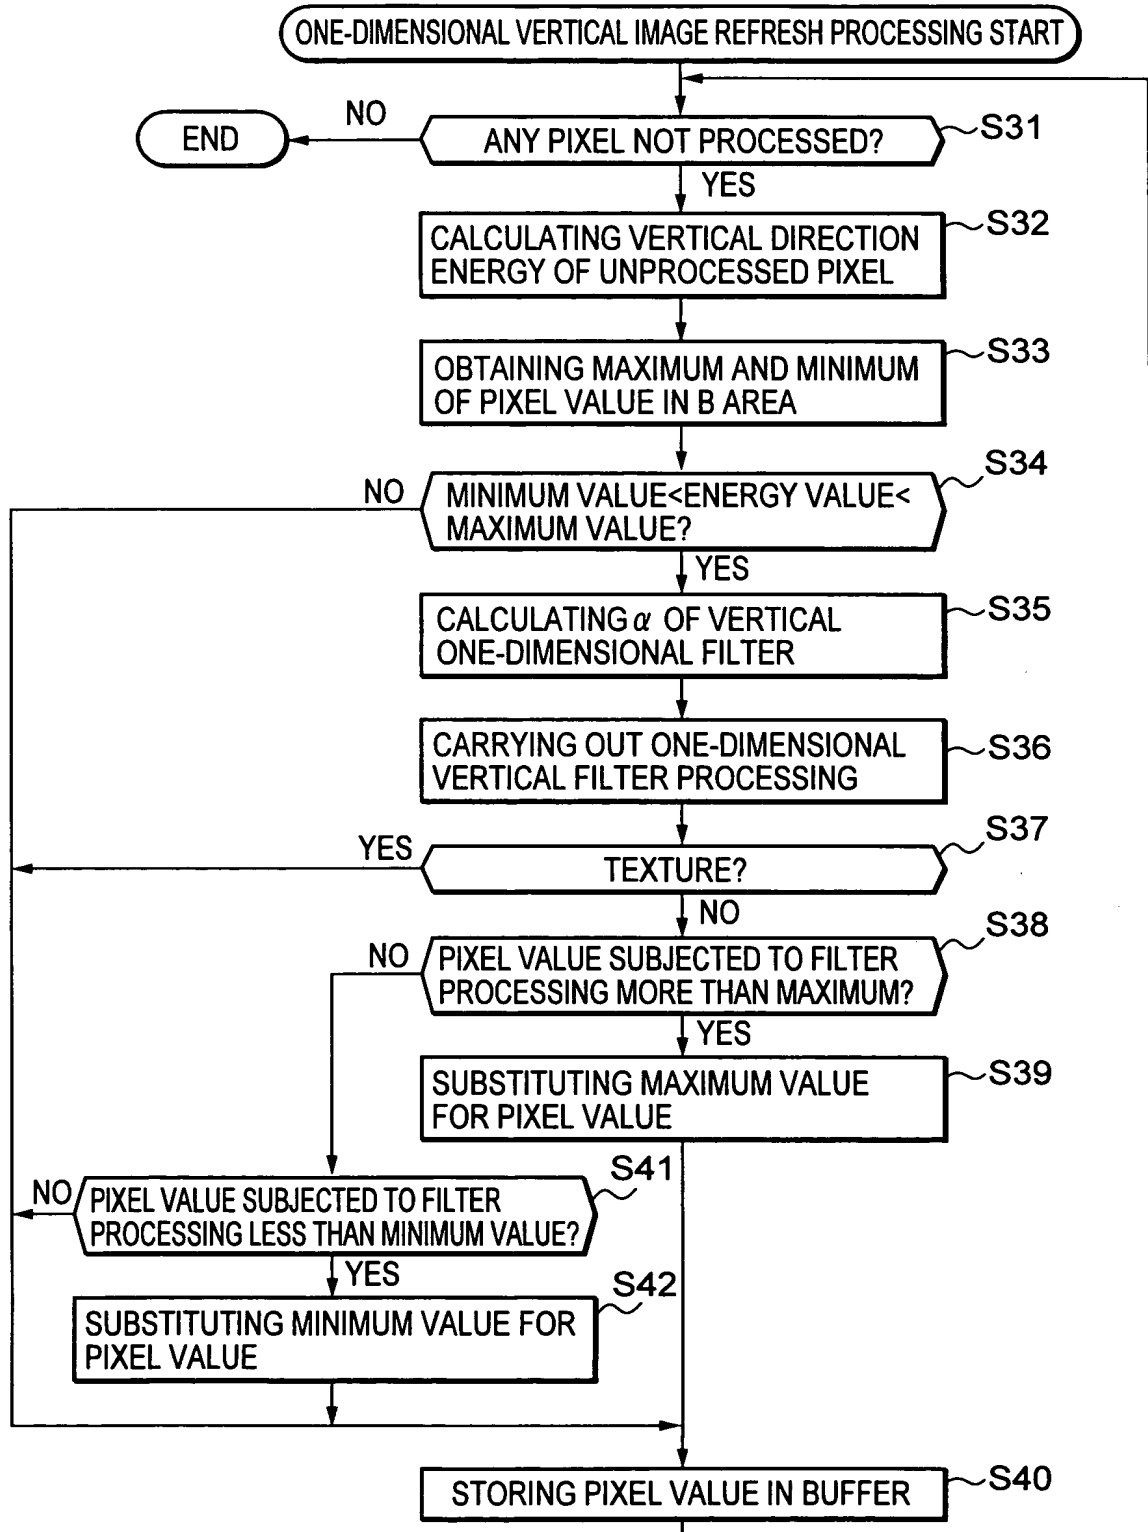 ONE-DIMENSIONAL VERTICAL IMAGE REFRESH PROCESSING START
NO
END
ANY PIXEL NOT PROCESSED?
S31
YES
S32
CALCULATING VERTICAL DIRECTION
ENERGY OF UNPROCESSED PIXEL
S33
OBTAINING MAXIMUM AND MINIMUM
OF PIXEL VALUE IN B AREA
S34
NO
MINIMUM VALUE<ENERGY VALUE<
MAXIMUM VALUE?
YES
S35
CALCULATING α OF VERTICAL
ONE-DIMENSIONAL FILTER
S36
CARRYING OUT ONE-DIMENSIONAL
VERTICAL FILTER PROCESSING
S37
YES
TEXTURE?
NO
S38
NO
PIXEL VALUE SUBJECTED TO FILTER
PROCESSING MORE THAN MAXIMUM?
YES
S39
SUBSTITUTING MAXIMUM VALUE
FOR PIXEL VALUE
S41
NO
PIXEL VALUE SUBJECTED TO FILTER
PROCESSING LESS THAN MINIMUM VALUE?
YES
S42
SUBSTITUTING MINIMUM VALUE FOR
PIXEL VALUE
S40
STORING PIXEL VALUE IN BUFFER